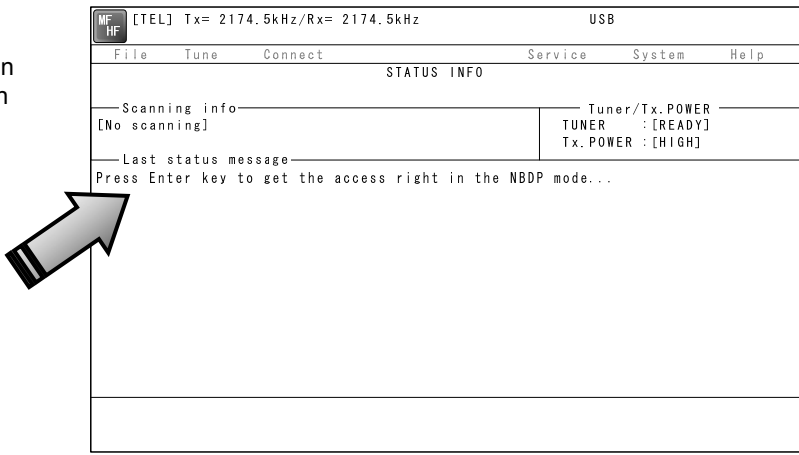 MF
HF
[TEL] Tx= 2174.5kHz/Rx= 2174.5kHz USB
File Tune Connect Service System Help
STATUS INFO
Scanning info
[No scanning]
Tuner/Tx.POWER
TUNER :[READY]
Tx.POWER :[HIGH]
Last status message
Press Enter key to get the access right in the NBDP mode...